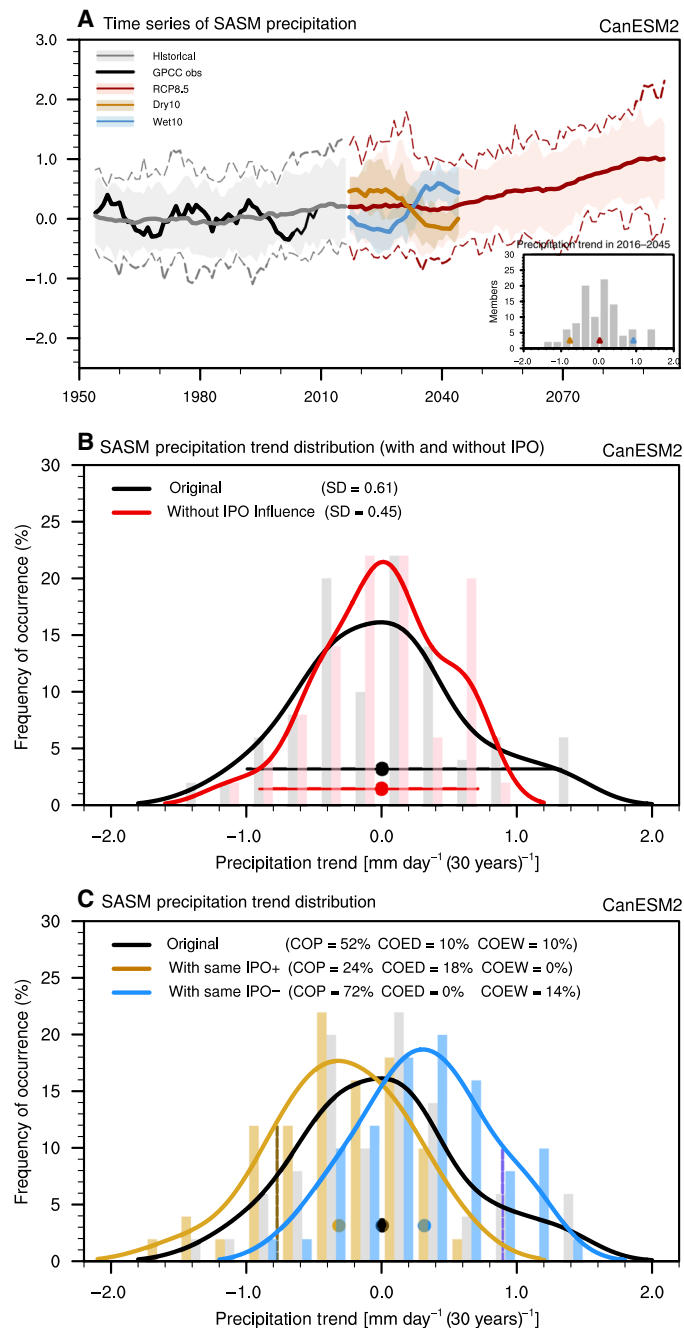 A Time series of SASM precipitation CanESM2
3.0
2.0
1.0
0.0
−1.0
−2.0
Historical
GPCC obs
RCP8.5
Dry10
Wet10
Precipitation trend in 2016–2045
Members
30
25
20
15
10
5
0
−2.0 −1.0 0.0 1.0 2.0
1950 1980 2010 2040 2070
B SASM precipitation trend distribution (with and without IPO) CanESM2
Original (SD = 0.61)
Without IPO Influence (SD = 0.45)
Frequency of occurrence (%)
30
25
20
15
10
5
0
−2.0 −1.0 0.0 1.0 2.0
Precipitation trend [mm day⁻¹ (30 years)⁻¹]
C SASM precipitation trend distribution CanESM2
Original (COP = 52% COED = 10% COEW = 10%)
With same IPO+ (COP = 24% COED = 18% COEW = 0%)
With same IPO− (COP = 72% COED = 0% COEW = 14%)
Frequency of occurrence (%)
30
25
20
15
10
5
0
−2.0 −1.0 0.0 1.0 2.0
Precipitation trend [mm day⁻¹ (30 years)⁻¹]